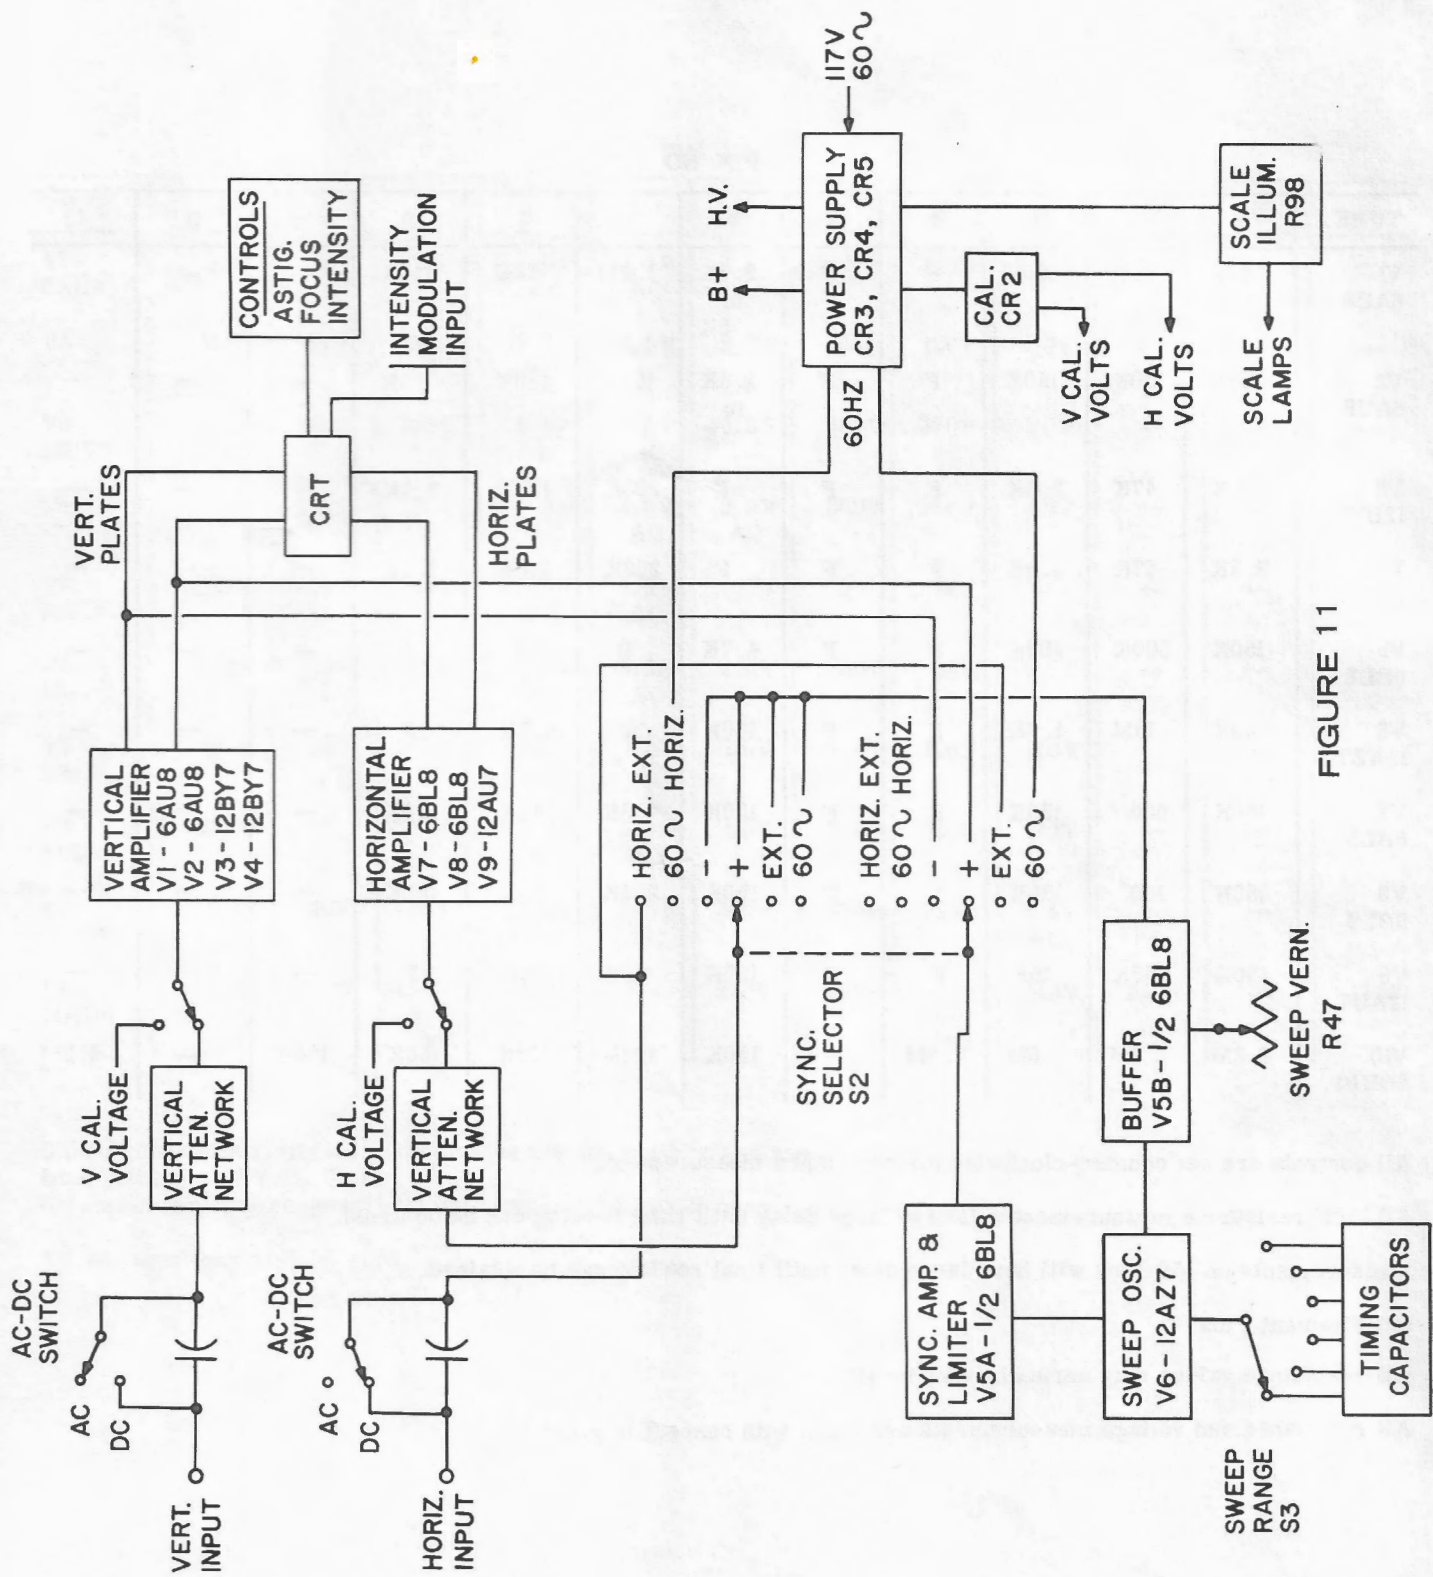 VERT.
INPUT
AC
DC
AC-DC
SWITCH
V CAL.
VOLTAGE
VERTICAL
ATTEN.
NETWORK
VERTICAL
AMPLIFIER
V1 - 6AU8
V2 - 6AU8
V3 - 12BY7
V4 - 12BY7
VERT.
PLATES
CONTROLS
ASTIG.
FOCUS
INTENSITY
INTENSITY
MODULATION
INPUT
CRT
HORIZ.
PLATES
HORIZ.
INPUT
AC
DC
AC-DC
SWITCH
H CAL.
VOLTAGE
VERTICAL
ATTEN.
NETWORK
HORIZONTAL
AMPLIFIER
V7 - 6BL8
V8 - 6BL8
V9 - 12AU7
HORIZ. EXT.
60∿ HORIZ.
-
+
EXT.
60∿
SYNC.
SELECTOR
S2
HORIZ. EXT.
60∿ HORIZ.
-
+
EXT.
60∿
B+
H.V.
117V
60∿
60HZ
POWER SUPPLY
CR3, CR4, CR5
CAL.
CR2
V CAL.
VOLTS
H CAL.
VOLTS
SCALE
LAMPS
SCALE
ILLUM.
R98
SYNC. AMP. &
LIMITER
V5A - 1/2 6BL8
BUFFER
V5B - 1/2 6BL8
SWEEP OSC.
V6 - 12AZ7
SWEEP VERN.
R47
SWEEP
RANGE
S3
TIMING
CAPACITORS
FIGURE 11